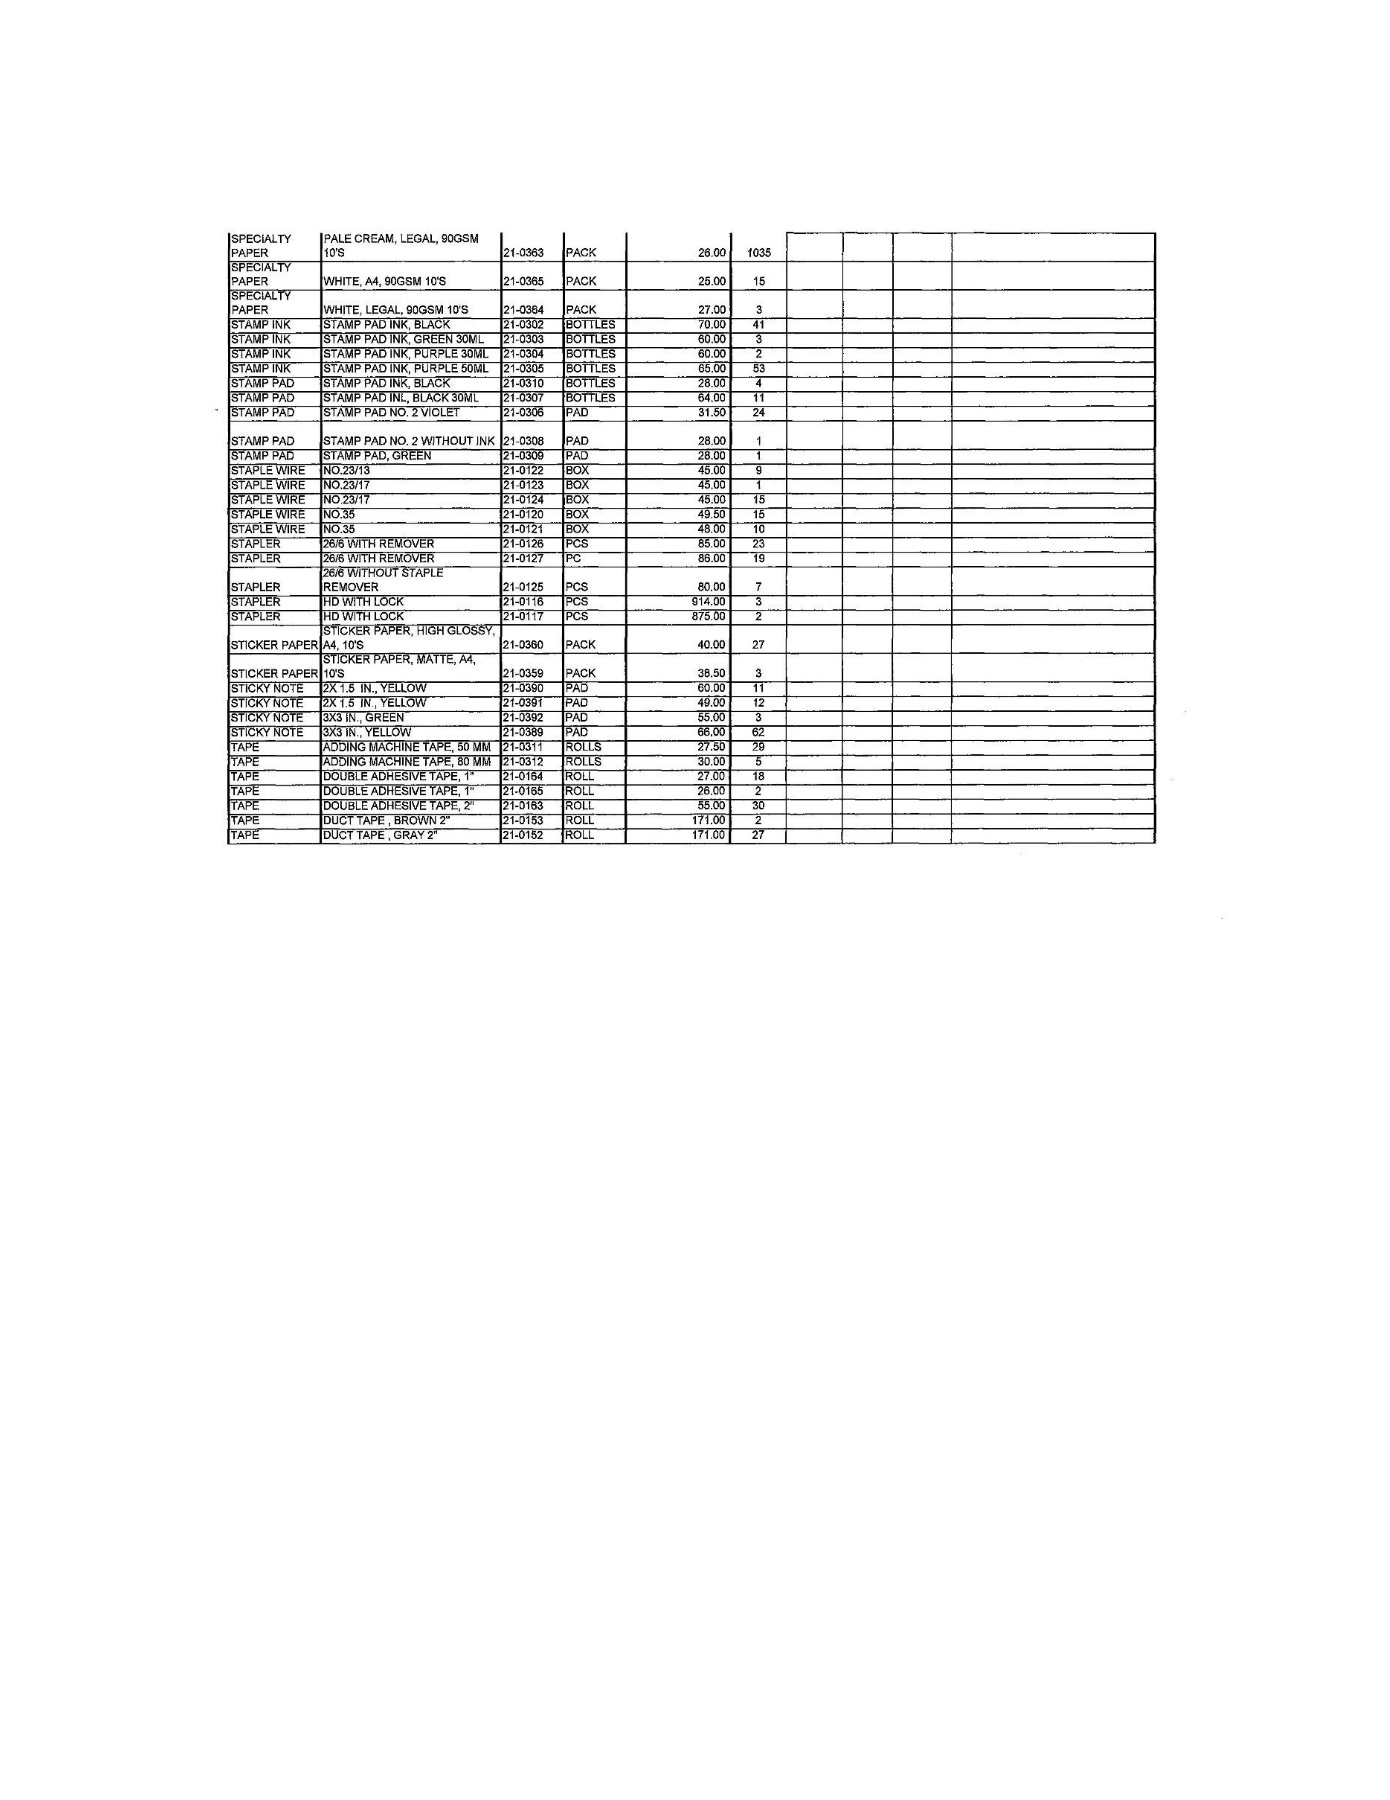 SPECIALTY PALE CREAM, LEGAL, 90GSM
PAPER 10'S 21-0363 PACK 26.00 1035
SPECIALTY
PAPER WHITE, A4, 90GSM 10'S 21-0365 PACK 25.00 15
SPECIALTY
PAPER WHITE, LEGAL, 90GSM 10'S 21-0364 PACK 27.00 3
STAMP INK STAMP PAD INK, BLACK 21-0302 BOTTLES 70.00 41
STAMP INK STAMP PAD INK, GREEN 30ML 21-0303 BOTTLES 60.00 3
STAMP INK STAMP PAD INK, PURPLE 30ML 21-0304 BOTTLES 60.00 2
STAMP INK STAMP PAD INK, PURPLE 50ML 21-0305 BOTTLES 65.00 53
STAMP PAD STAMP PAD INK, BLACK 21-0310 BOTTLES 28.00 4
STAMP PAD STAMP PAD INL, BLACK 30ML 21-0307 BOTTLES 64.00 11
STAMP PAD STAMP PAD NO. 2 VIOLET 21-0306 PAD 31.50 24
STAMP PAD STAMP PAD NO. 2 WITHOUT INK 21-0308 PAD 28.00 1
STAMP PAD STAMP PAD, GREEN 21-0309 PAD 28.00 1
STAPLE WIRE NO.23/13 21-0122 BOX 45.00 9
STAPLE WIRE NO.23/17 21-0123 BOX 45.00 1
STAPLE WIRE NO.23/17 21-0124 BOX 45.00 15
STAPLE WIRE NO.35 21-0120 BOX 49.50 15
STAPLE WIRE NO.35 21-0121 BOX 48.00 10
STAPLER 26/6 WITH REMOVER 21-0126 PCS 85.00 23
STAPLER 26/6 WITH REMOVER 21-0127 PC 86.00 19
26/6 WITHOUT STAPLE
STAPLER REMOVER 21-0125 PCS 80.00 7
STAPLER HD WITH LOCK 21-0116 PCS 914.00 3
STAPLER HD WITH LOCK 21-0117 PCS 875.00 2
STICKER PAPER, HIGH GLOSSY,
STICKER PAPER A4, 10'S 21-0360 PACK 40.00 27
STICKER PAPER, MATTE, A4,
STICKER PAPER 10'S 21-0359 PACK 38.50 3
STICKY NOTE 2X 1.5 IN., YELLOW 21-0390 PAD 60.00 11
STICKY NOTE 2X 1.5 IN., YELLOW 21-0391 PAD 49.00 12
STICKY NOTE 3X3 IN., GREEN 21-0392 PAD 55.00 3
STICKY NOTE 3X3 IN., YELLOW 21-0389 PAD 66.00 62
TAPE ADDING MACHINE TAPE, 50 MM 21-0311 ROLLS 27.50 29
TAPE ADDING MACHINE TAPE, 80 MM 21-0312 ROLLS 30.00 5
TAPE DOUBLE ADHESIVE TAPE, 1" 21-0164 ROLL 27.00 18
TAPE DOUBLE ADHESIVE TAPE, 1" 21-0165 ROLL 26.00 2
TAPE DOUBLE ADHESIVE TAPE, 2" 21-0163 ROLL 55.00 30
TAPE DUCT TAPE , BROWN 2" 21-0153 ROLL 171.00 2
TAPE DUCT TAPE , GRAY 2" 21-0152 ROLL 171.00 27